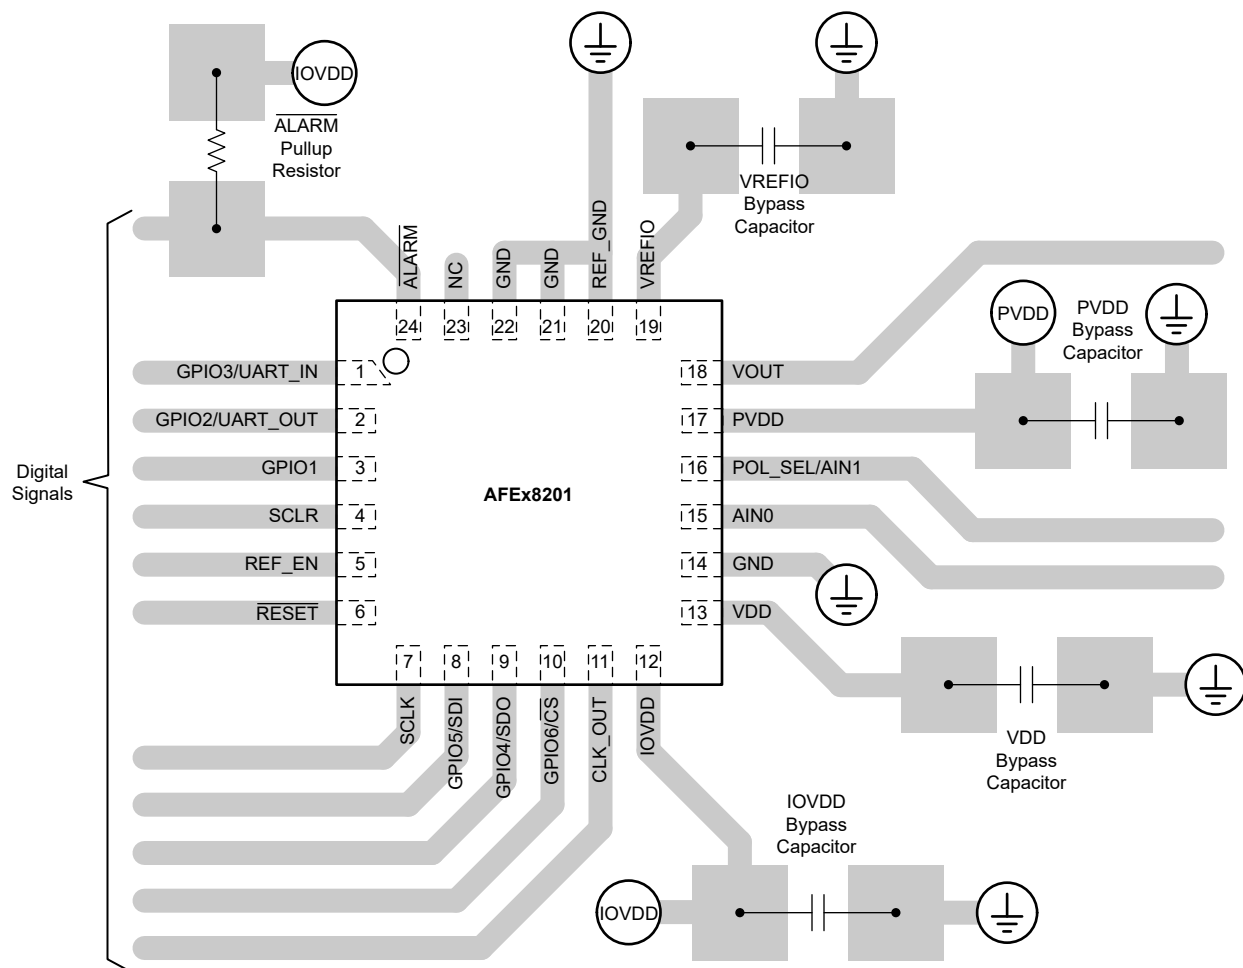 IOVDD
ALARM
Pullup
Resistor
VREFIO
Bypass
Capacitor
ALARM
NC
GND
GND
REF_GND
VREFIO
24
23
22
21
20
19
PVDD
PVDD
Bypass
Capacitor
GPIO3/UART_IN
1
18
VOUT
GPIO2/UART_OUT
2
17
PVDD
GPIO1
3
16
POL_SEL/AIN1
Digital
Signals
AFEx8201
SCLR
4
15
AIN0
REF_EN
5
14
GND
RESET
6
13
VDD
7
8
9
10
11
12
SCLK
GPIO5/SDI
GPIO4/SDO
GPIO6/CS
CLK_OUT
IOVDD
VDD
Bypass
Capacitor
IOVDD
Bypass
Capacitor
IOVDD